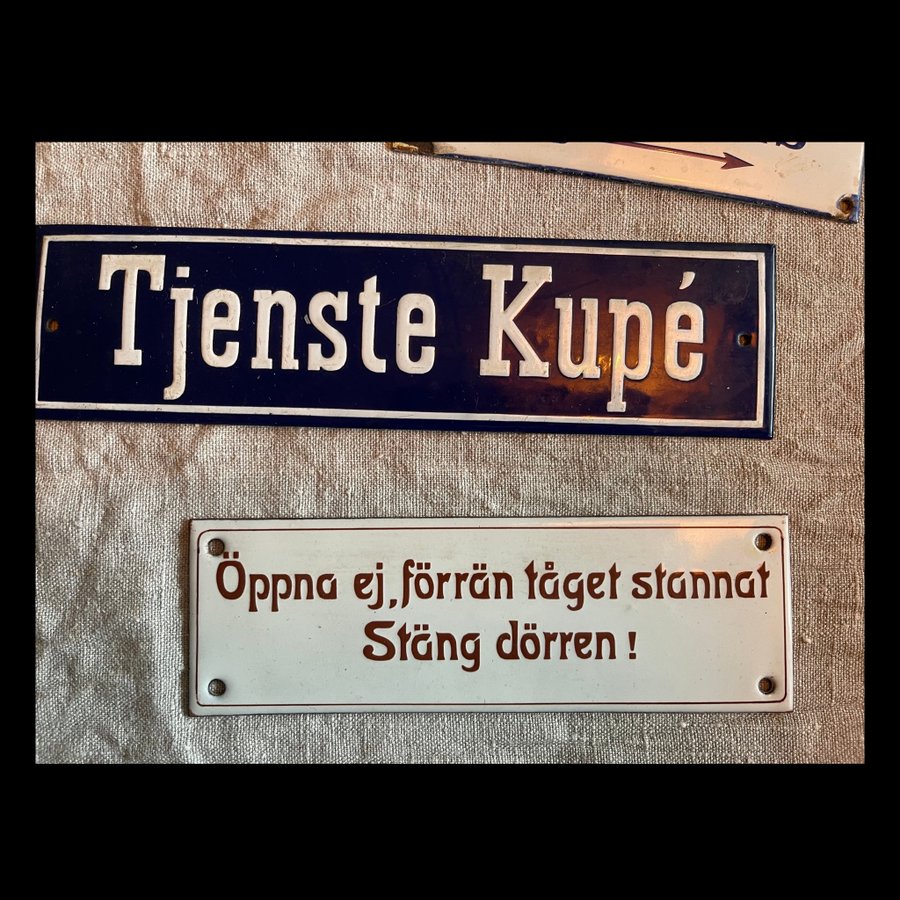 Tjenste Kupé
Öppna ej, förrän tåget stannat
Stäng dörren!